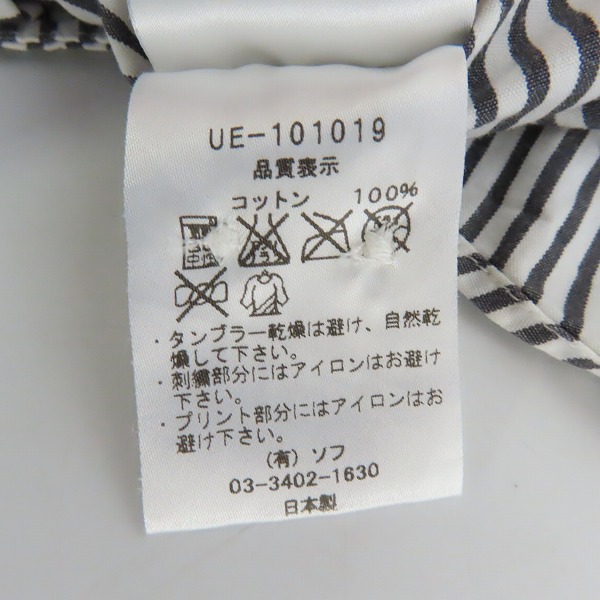 UE-101019
品質表示
コットン 100%
・タンブラー乾燥は避け、自然乾
燥して下さい。
・刺繍部分にはアイロンはお避け
下さい。
・プリント部分にはアイロンはお
避け下さい。
(有)ソフ
03-3402-1630
日本製